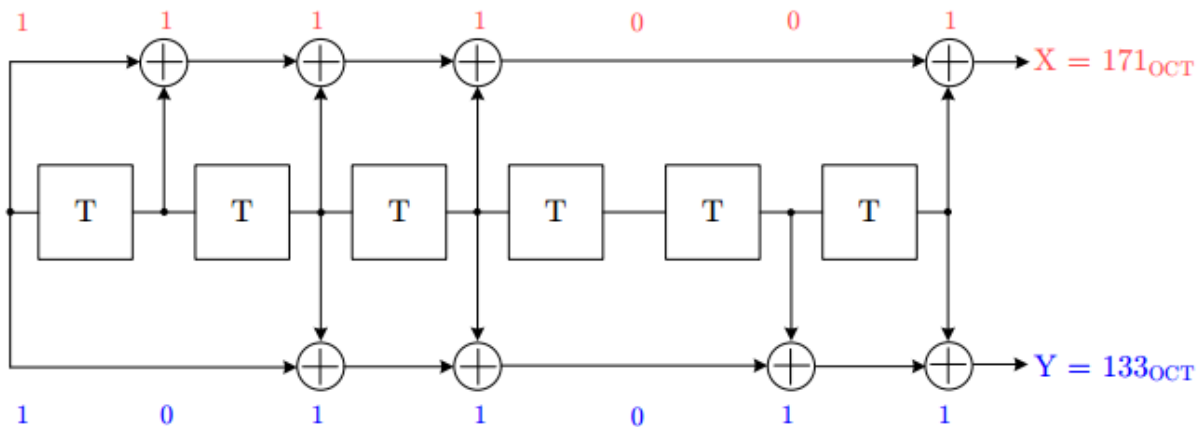 1 1 1 1 0 0 1
X = 171OCT
T T T T T T
Y = 133OCT
1 0 1 1 0 1 1